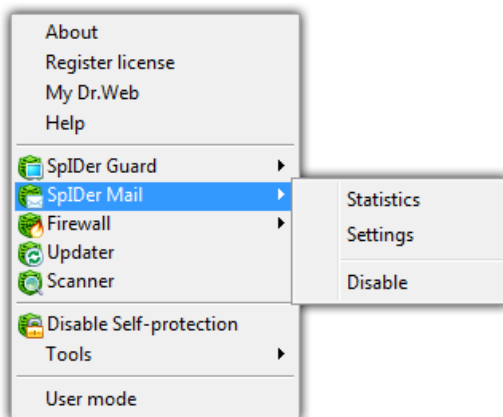 About
Register license
My Dr.Web
Help
SpIDer Guard
SpIDer Mail
Firewall
Updater
Scanner
Disable Self-protection
Tools
User mode
Statistics
Settings
Disable